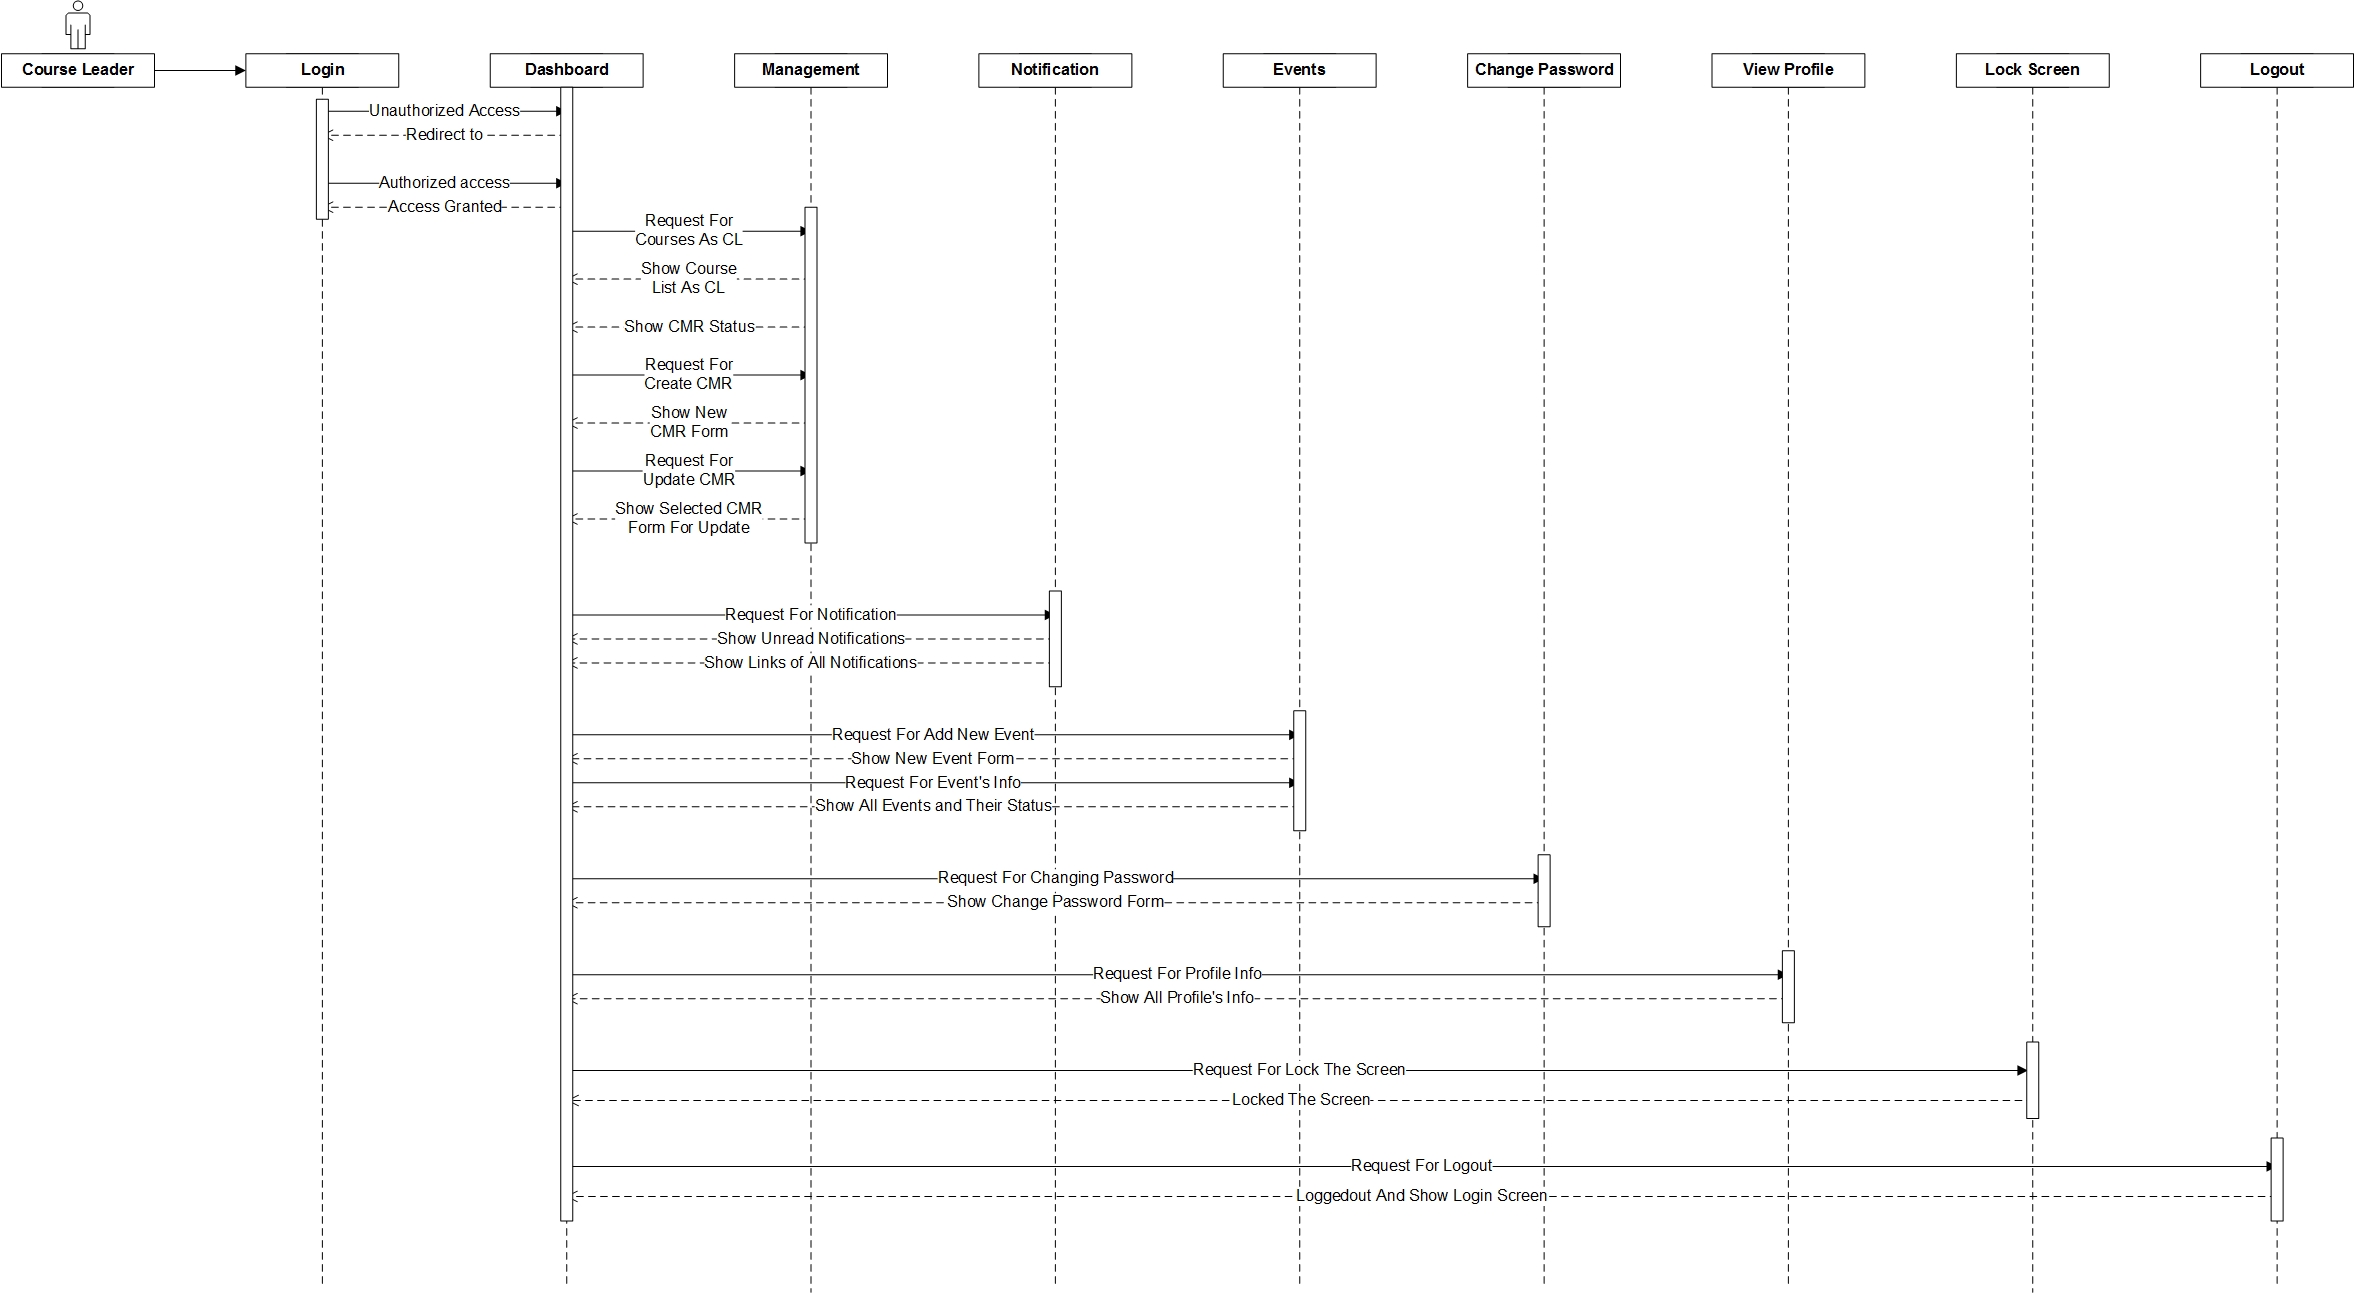 Course Leader
Login
Dashboard
Management
Notification
Events
Change Password
View Profile
Lock Screen
Logout
Unauthorized Access
Redirect to
Authorized access
Access Granted
Request For
Courses As CL
Show Course
List As CL
Show CMR Status
Request For
Create CMR
Show New
CMR Form
Request For
Update CMR
Show Selected CMR
Form For Update
Request For Notification
Show Unread Notifications
Show Links of All Notifications
Request For Add New Event
Show New Event Form
Request For Event's Info
Show All Events and Their Status
Request For Changing Password
Show Change Password Form
Request For Profile Info
Show All Profile's Info
Request For Lock The Screen
Locked The Screen
Request For Logout
Loggedout And Show Login Screen